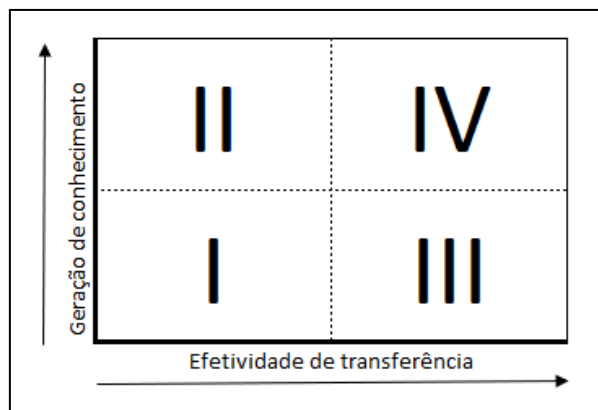 Geração de conhecimento
II
IV
I
III
Efetividade de transferência